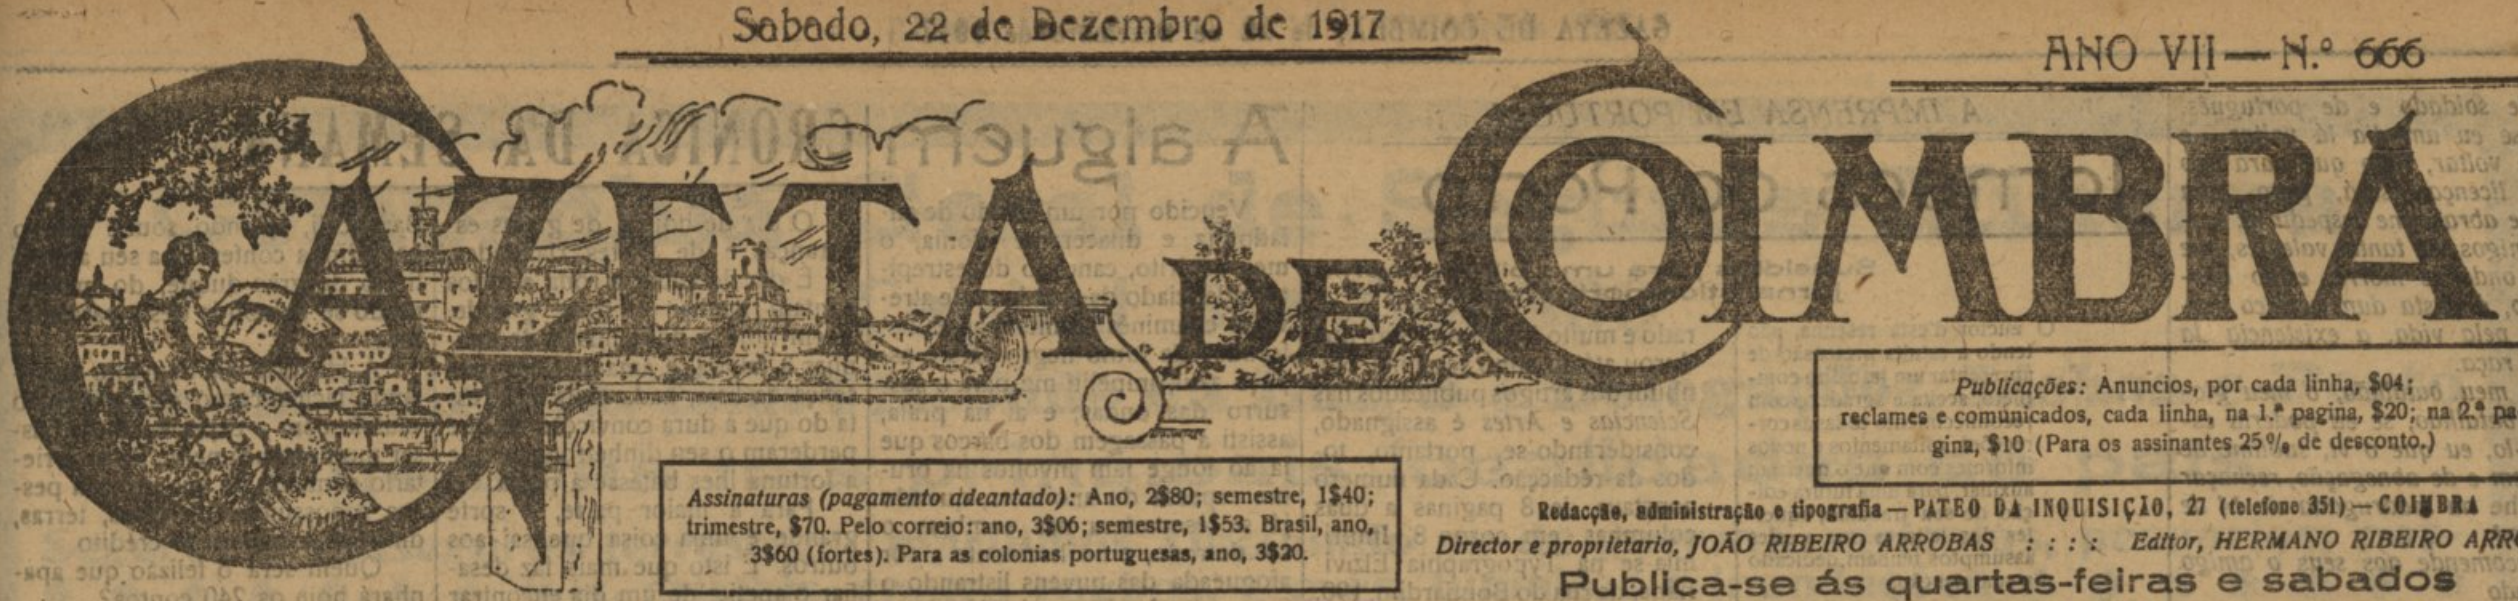 Sabado, 22 de Dezembro de 1917
ANO VII — N.º 666
GAZETA DE COIMBRA
Publicações: Anuncios, por cada linha, $04;
reclames e comunicados, cada linha, na 1.ª pagina, $20; na 2.ª pa
gina, $10 (Para os assinantes 25% de desconto.)
Assinaturas (pagamento adeantado): Ano, 2$80; semestre, 1$40;
trimestre, $70. Pelo correio: ano, 3$06; semestre, 1$53. Brasil, ano,
3$60 (fortes). Para as colonias portuguesas, ano, 3$20.
Redacção, administração e tipografia — PATEO DA INQUISIÇÃO, 27 (telefone 351) — COIMBRA
Director e proprietario, JOÃO RIBEIRO ARROBAS : : : : Editor, HERMANO RIBEIRO ARRO
Publica-se ás quartas-feiras e sabados